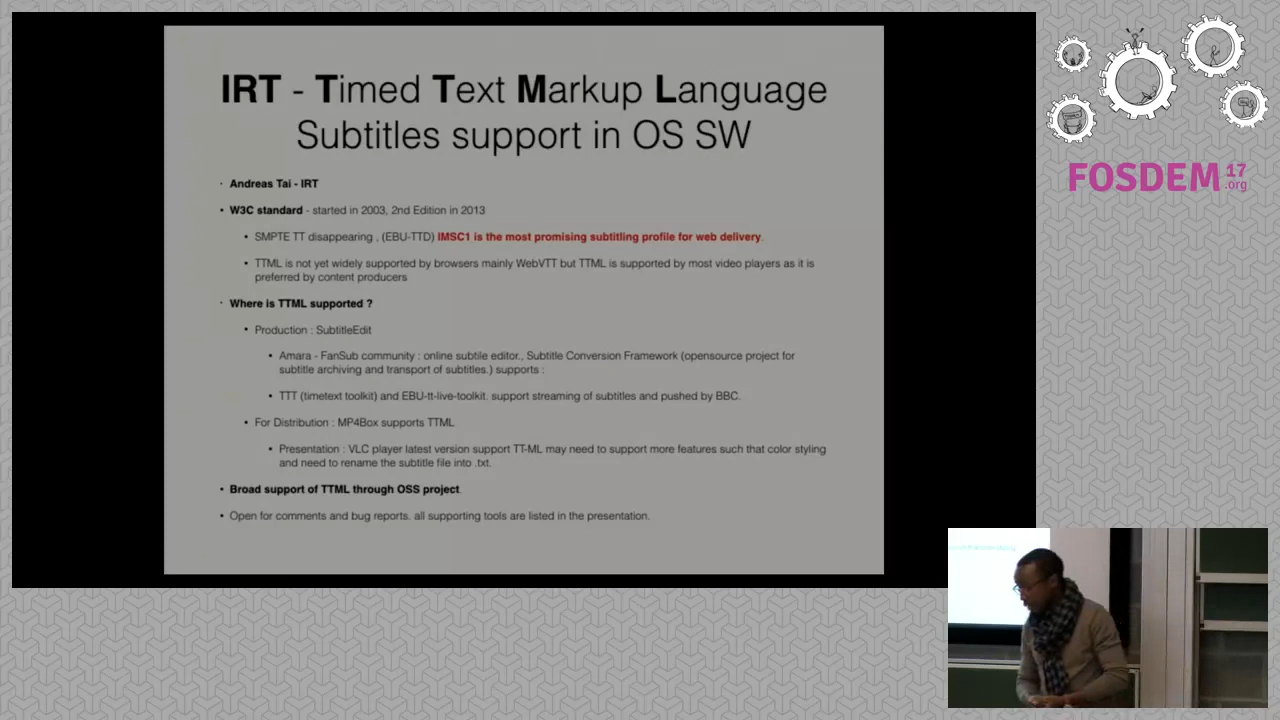 IRT - Timed Text Markup Language
Subtitles support in OS SW
· Andreas Tai - IRT
• W3C standard - started in 2003, 2nd Edition in 2013
• SMPTE TT disappearing , (EBU-TTD) IMSC1 is the most promising subtitling profile for web delivery.
• TTML is not yet widely supported by browsers mainly WebVTT but TTML is supported by most video players as it is
preferred by content producers
· Where is TTML supported ?
• Production : SubtitleEdit
• Amara - FanSub community : online subtile editor., Subtitle Conversion Framework (opensource project for
subtitle archiving and transport of subtitles.) supports :
• TTT (timetext toolkit) and EBU-tt-live-toolkit. support streaming of subtitles and pushed by BBC.
• For Distribution : MP4Box supports TTML
• Presentation : VLC player latest version support TT-ML may need to support more features such that color styling
and need to rename the subtitle file into .txt.
• Broad support of TTML through OSS project.
• Open for comments and bug reports. all supporting tools are listed in the presentation.
FOSDEM 17
.org